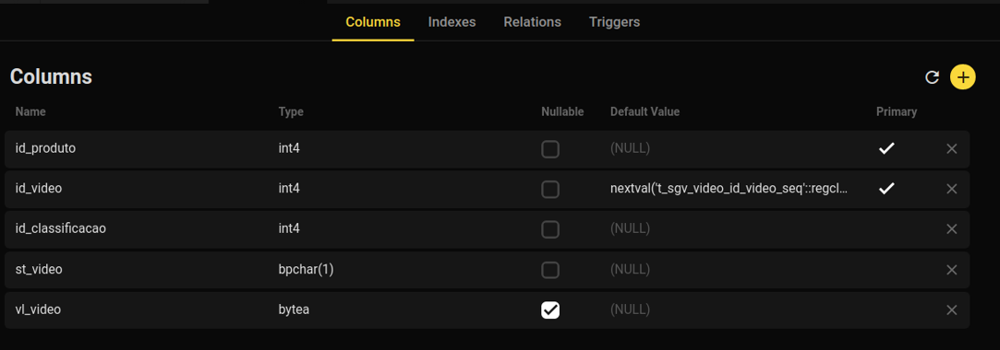 Columns Indexes Relations Triggers
Columns
Name Type Nullable Default Value Primary
id_produto int4 (NULL)
id_video int4 nextval('t_sgv_video_id_video_seq'::regcl...
id_classificacao int4 (NULL)
st_video bpchar(1) (NULL)
vl_video bytea (NULL)